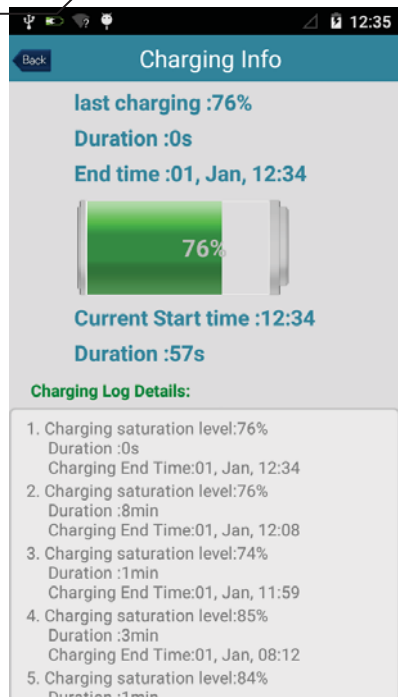 12:35
Back
Charging Info
last charging :76%
Duration :0s
End time :01, Jan, 12:34
76%
Current Start time :12:34
Duration :57s
Charging Log Details:
1. Charging saturation level:76%
Duration :0s
Charging End Time:01, Jan, 12:34
2. Charging saturation level:76%
Duration :8min
Charging End Time:01, Jan, 12:08
3. Charging saturation level:74%
Duration :1min
Charging End Time:01, Jan, 11:59
4. Charging saturation level:85%
Duration :3min
Charging End Time:01, Jan, 08:12
5. Charging saturation level:84%
Duration :1min